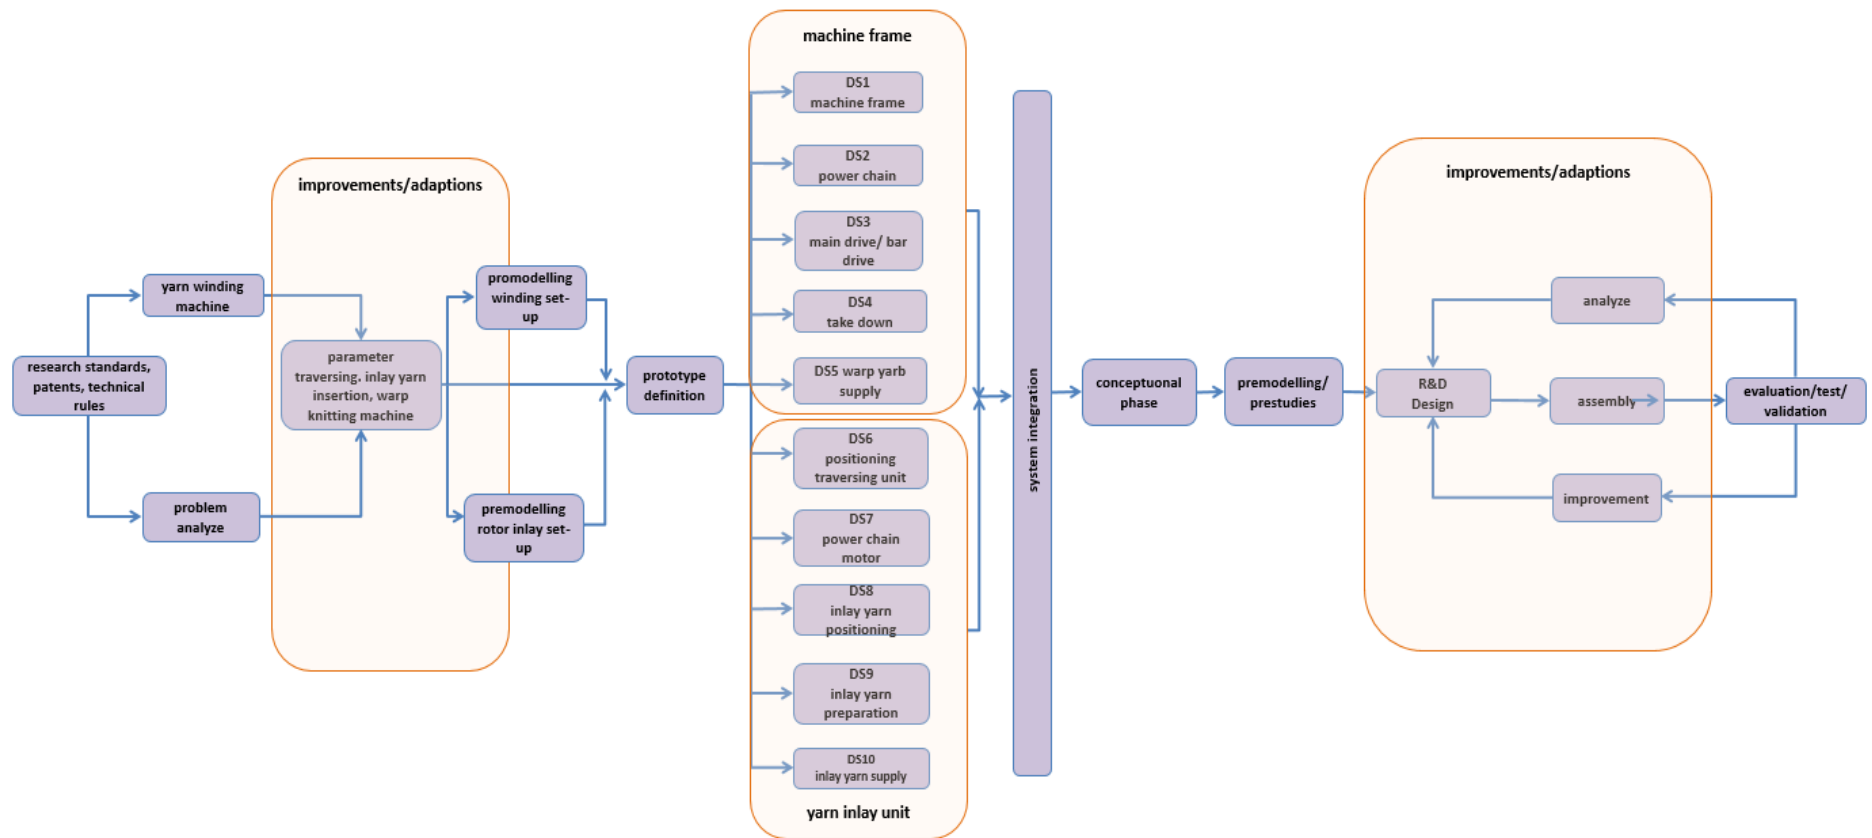 research standards,
patents, technical
rules
yarn winding
machine
problem
analyze
improvements/adaptions
parameter
traversing, inlay yarn
insertion, warp
knitting machine
promodelling
winding set-
up
premodelling
rotor inlay set-
up
prototype
definition
machine frame
DS1
machine frame
DS2
power chain
DS3
main drive/ bar
drive
DS4
take down
DS5 warp yarb
supply
DS6
positioning
traversing unit
DS7
power chain
motor
DS8
inlay yarn
positioning
DS9
inlay yarn
preparation
DS10
inlay yarn supply
yarn inlay unit
system integration
conceptuonal
phase
premodelling/
prestudies
improvements/adaptions
analyze
R&D
Design
assembly
improvement
evaluation/test/
validation